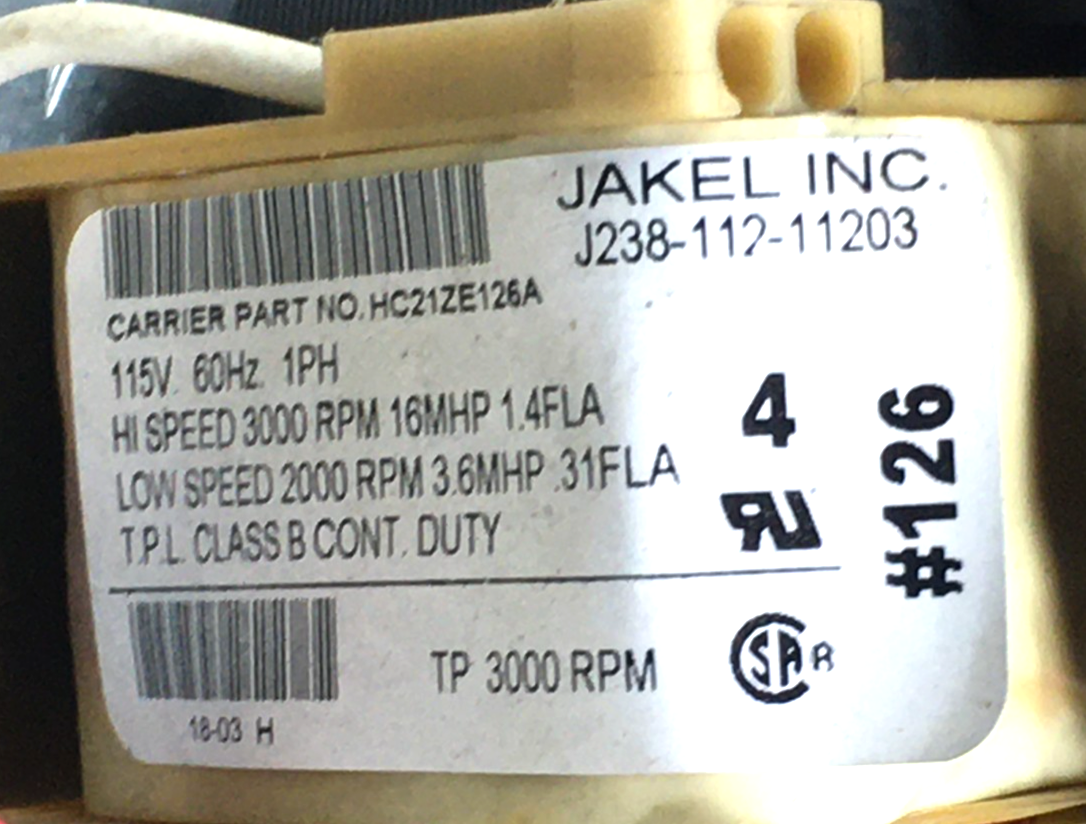 JAKEL INC.
J238-112-11203
CARRIER PART NO. HC21ZE126A
115V. 60Hz. 1PH
HI SPEED 3000 RPM 16MHP 1.4FLA
LOW SPEED 2000 RPM 3.6MHP .31FLA
T.P.L. CLASS B CONT. DUTY
4
#126
TP 3000 RPM
18-03 H